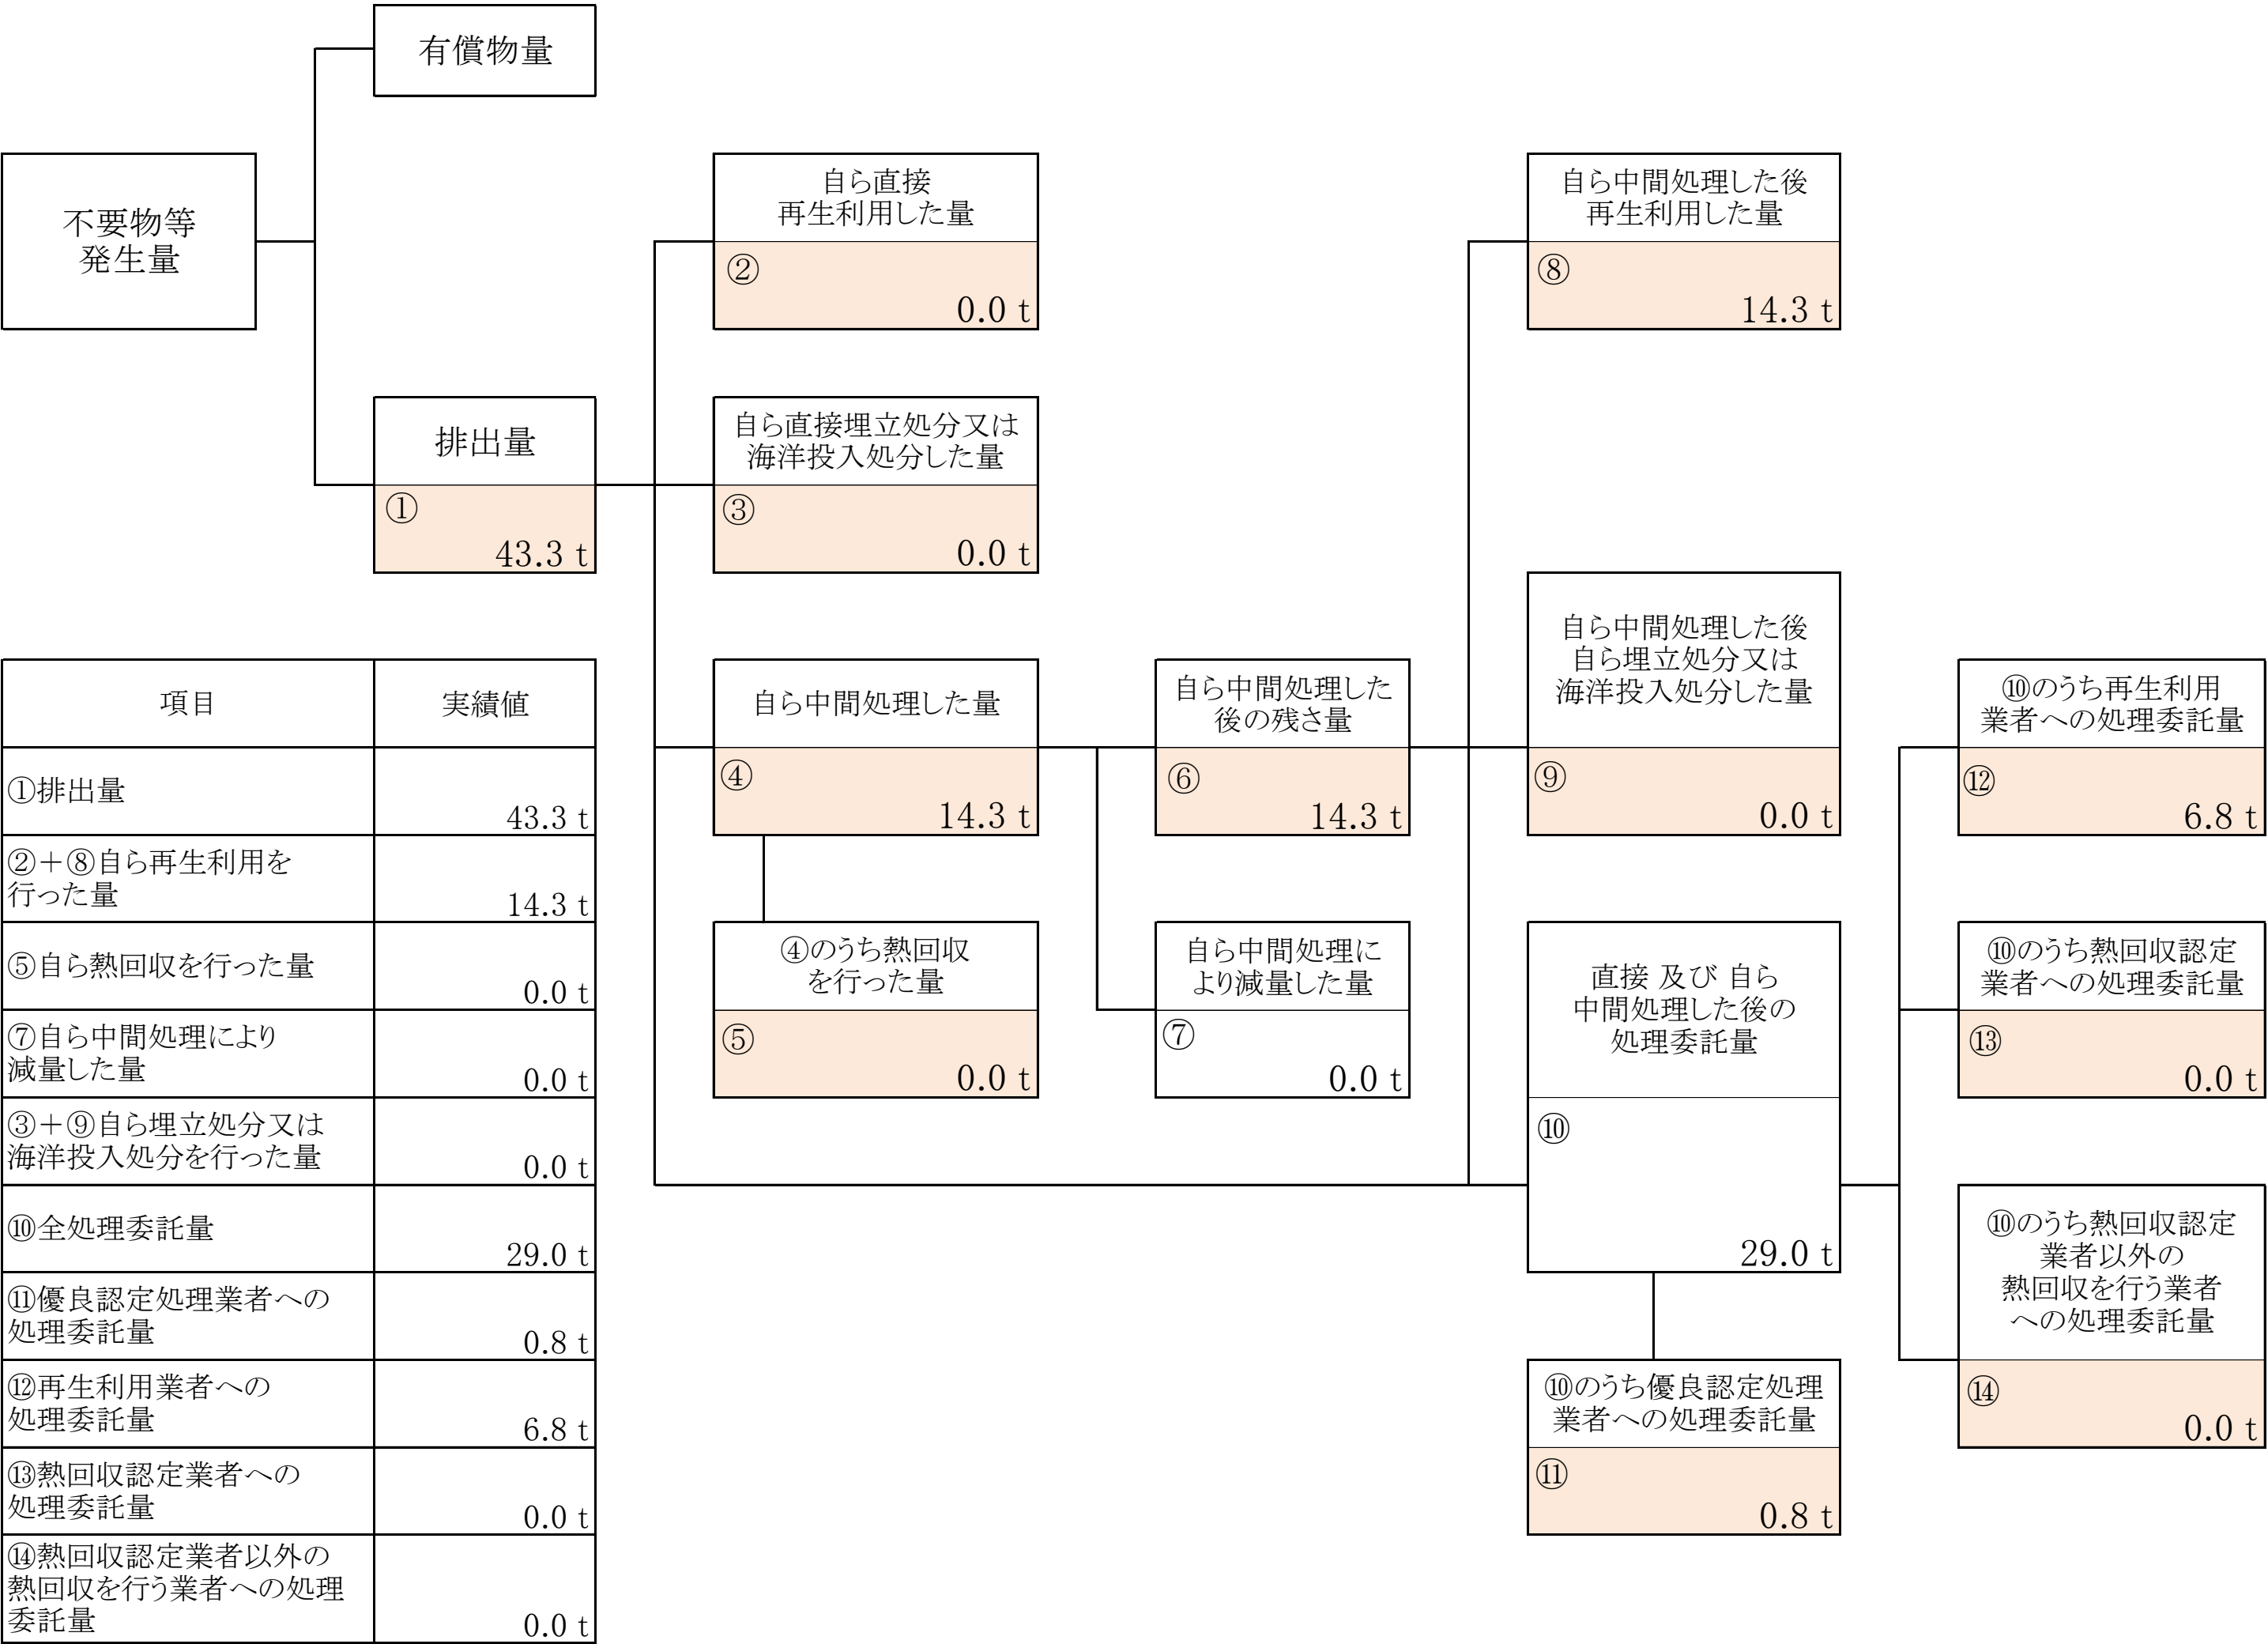 有償物量
不要物等
発生量
自ら直接
再生利用した量
②
0.0 t
自ら中間処理した後
再生利用した量
⑧
14.3 t
排出量
①
43.3 t
自ら直接埋立処分又は
海洋投入処分した量
③
0.0 t
自ら中間処理した量
④
14.3 t
自ら中間処理した
後の残さ量
⑥
14.3 t
自ら中間処理した後
自ら埋立処分又は
海洋投入処分した量
⑨
0.0 t
⑩のうち再生利用
業者への処理委託量
⑫
6.8 t
④のうち熱回収
を行った量
⑤
0.0 t
自ら中間処理に
より減量した量
⑦
0.0 t
直接 及び 自ら
中間処理した後の
処理委託量
⑩
29.0 t
⑩のうち熱回収認定
業者への処理委託量
⑬
0.0 t
⑩のうち熱回収認定
業者以外の
熱回収を行う業者
への処理委託量
⑭
0.0 t
⑩のうち優良認定処理
業者への処理委託量
⑪
0.8 t
項目 実績値
①排出量
43.3 t
②＋⑧自ら再生利用を
行った量
14.3 t
⑤自ら熱回収を行った量
0.0 t
⑦自ら中間処理により
減量した量
0.0 t
③＋⑨自ら埋立処分又は
海洋投入処分を行った量
0.0 t
⑩全処理委託量
29.0 t
⑪優良認定処理業者への
処理委託量
0.8 t
⑫再生利用業者への
処理委託量
6.8 t
⑬熱回収認定業者への
処理委託量
0.0 t
⑭熱回収認定業者以外の
熱回収を行う業者への処理
委託量
0.0 t